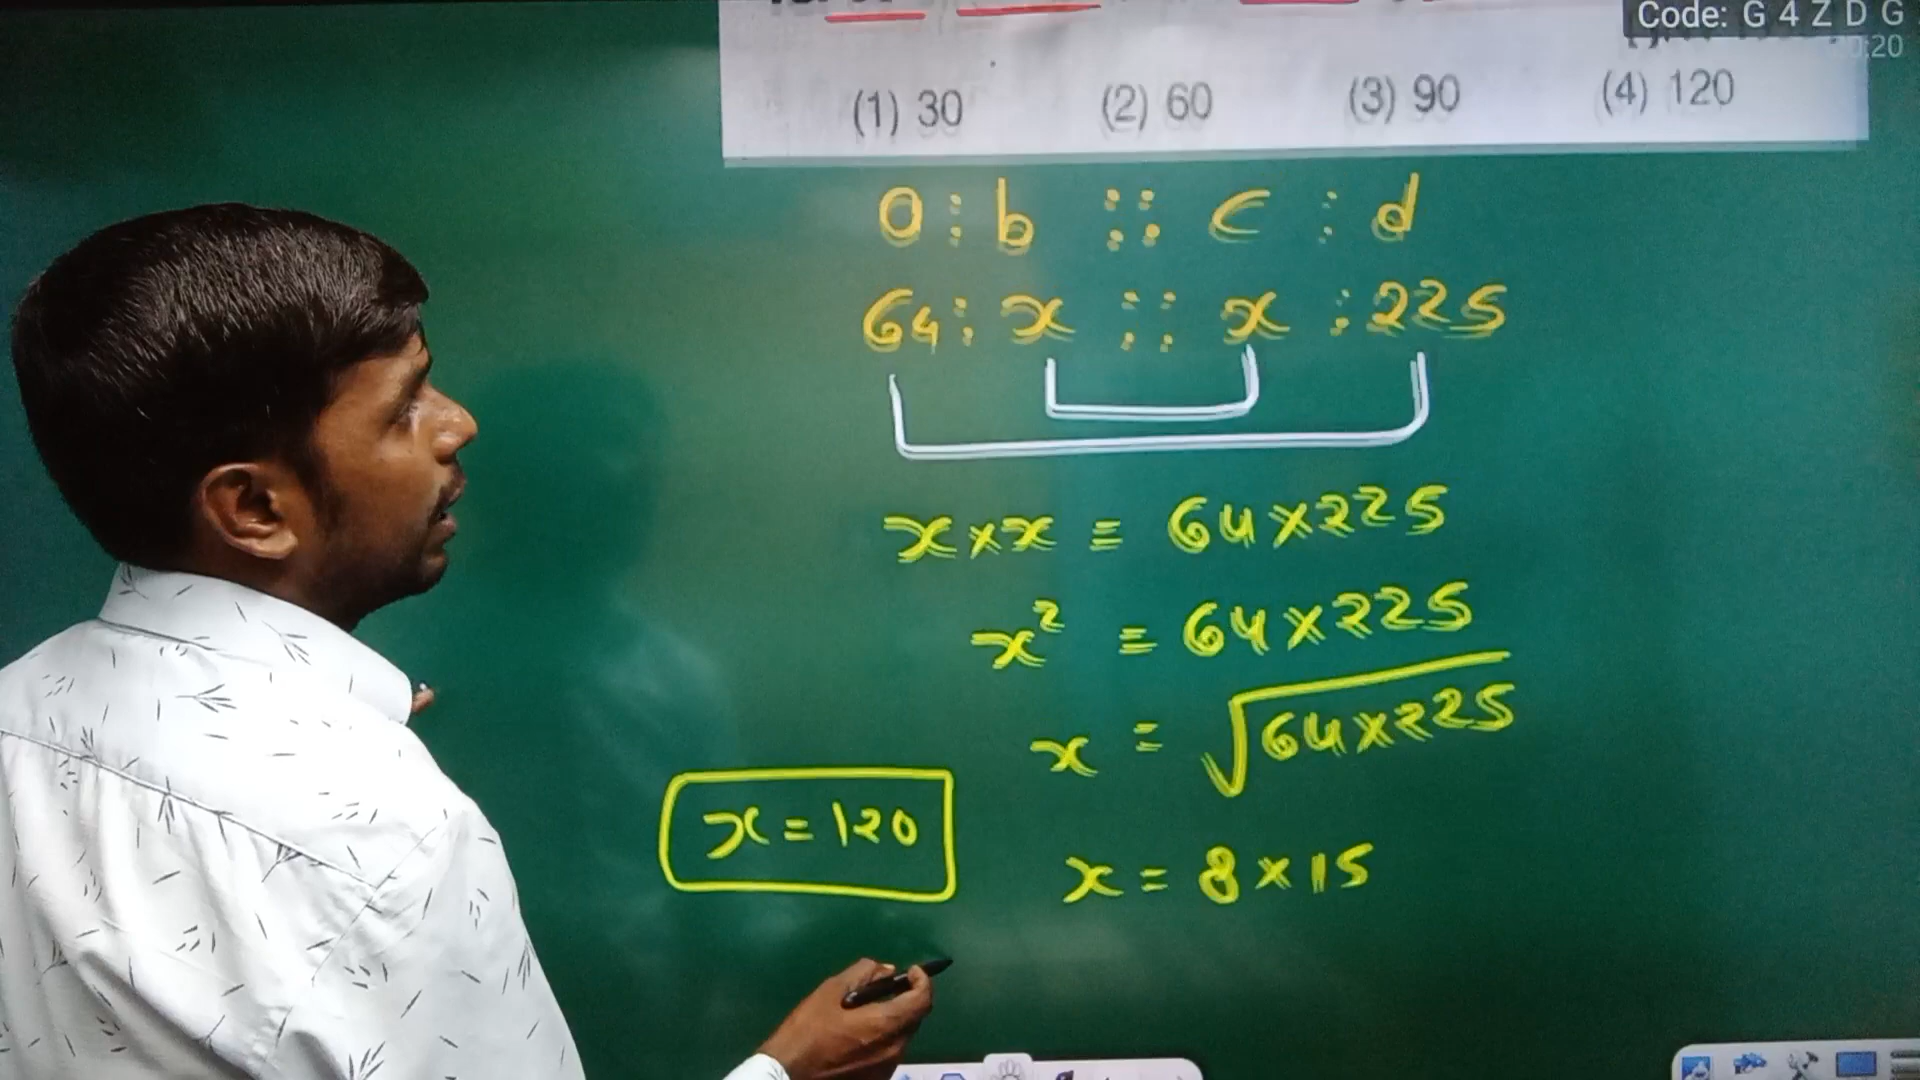 Code: G 4 Z D G
(1) 30 (2) 60 (3) 90 (4) 120
a : b :: c : d
64 : x :: x : 225
x × x = 64 × 225
x² = 64 × 225
x = √64 × 225
x = 8 × 15
x = 120